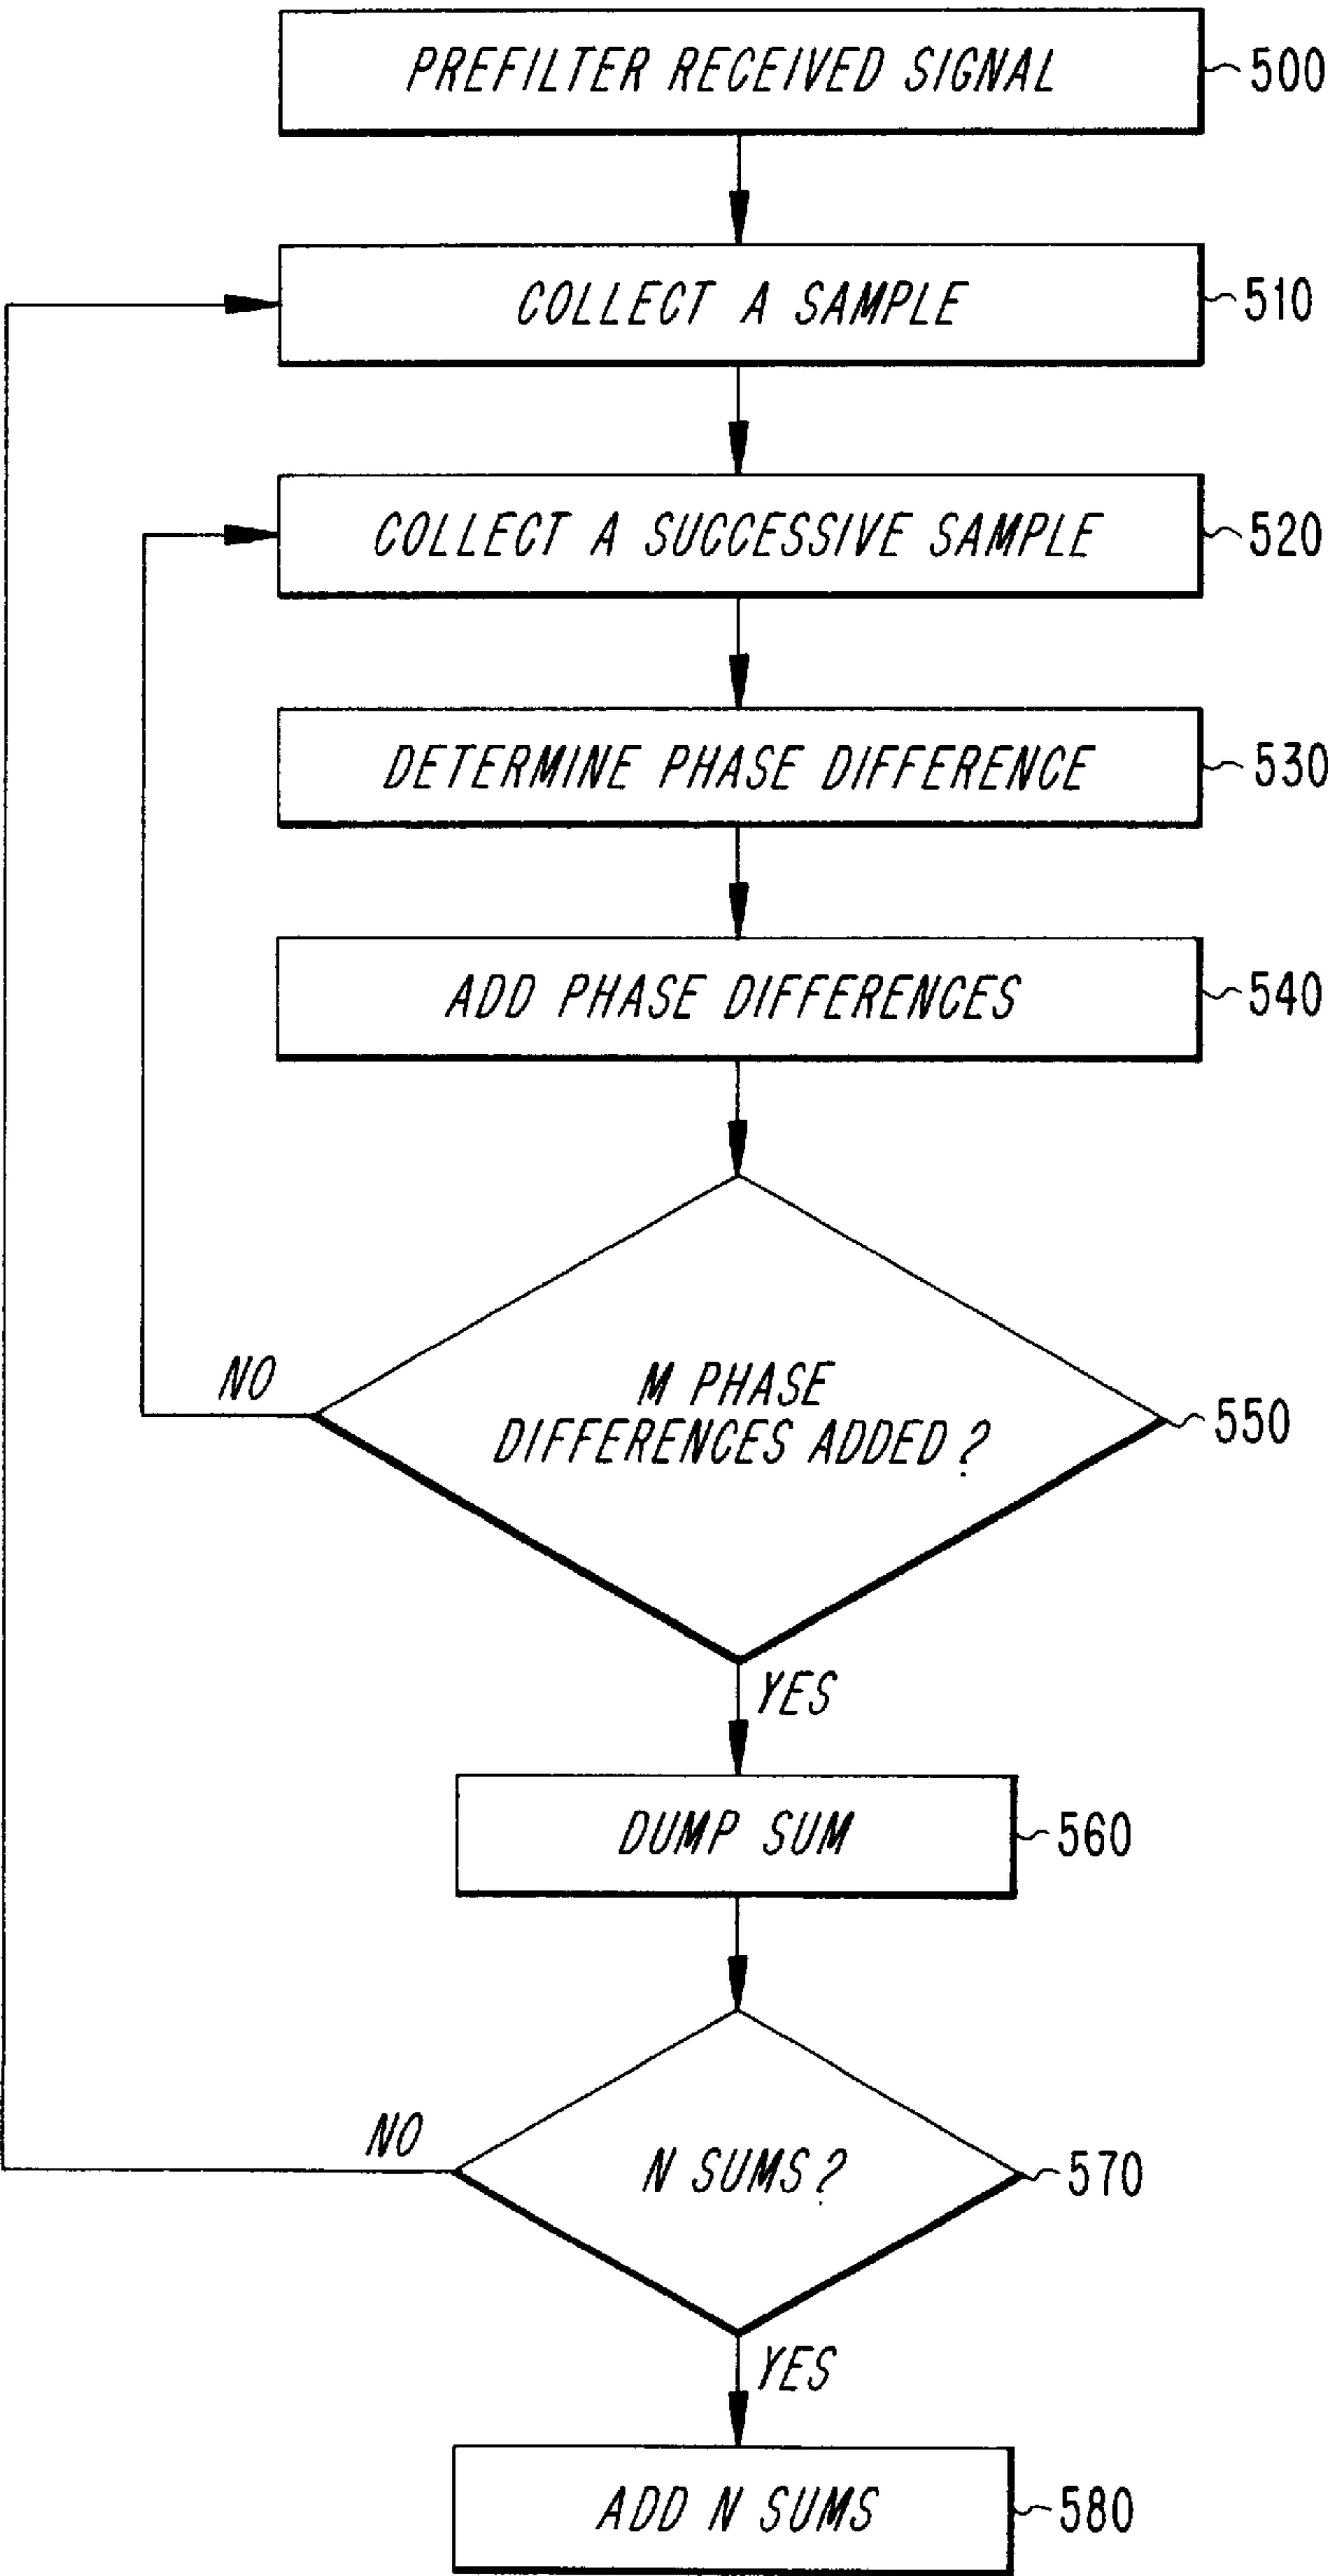 PREFILTER RECEIVED SIGNAL 500
COLLECT A SAMPLE 510
COLLECT A SUCCESSIVE SAMPLE 520
DETERMINE PHASE DIFFERENCE 530
ADD PHASE DIFFERENCES 540
NO
M PHASE
DIFFERENCES ADDED? 550
YES
DUMP SUM 560
NO
N SUMS? 570
YES
ADD N SUMS 580